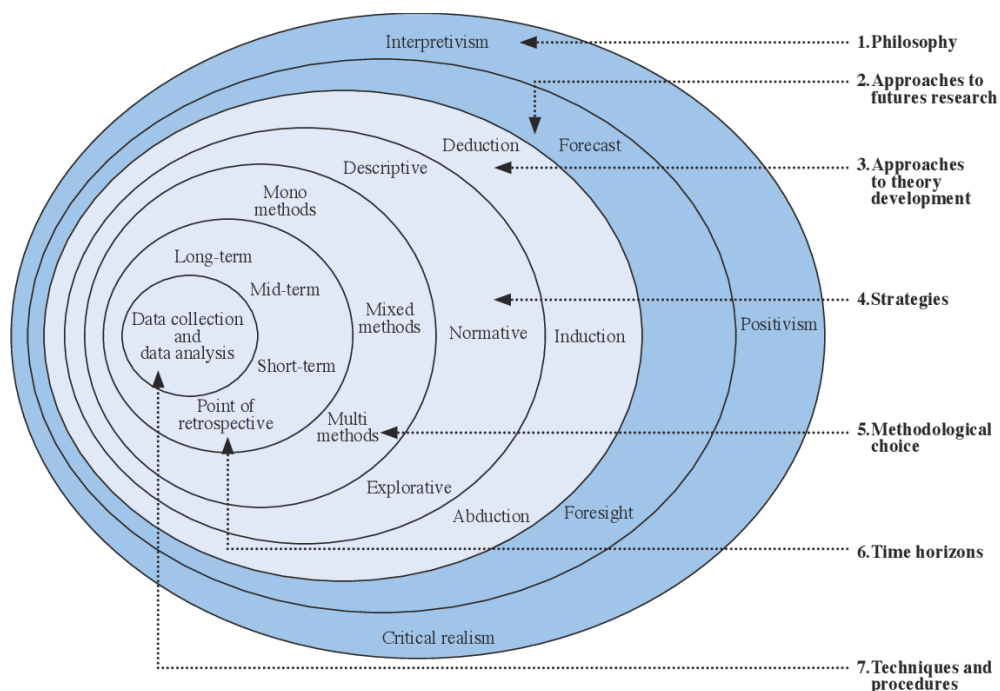 Interpretivism
1.Philosophy
2.Approaches to
futures research
Deduction
Forecast
3.Approaches
to theory
development
Descriptive
Mono
methods
Long-term
Mid-term
4.Strategies
Data collection
and
data analysis
Mixed
methods
Normative
Induction
Positivism
Short-term
Point of
retrospective
Multi
methods
5.Methodological
choice
Explorative
Abduction
Foresight
6.Time horizons
Critical realism
7.Techniques and
procedures